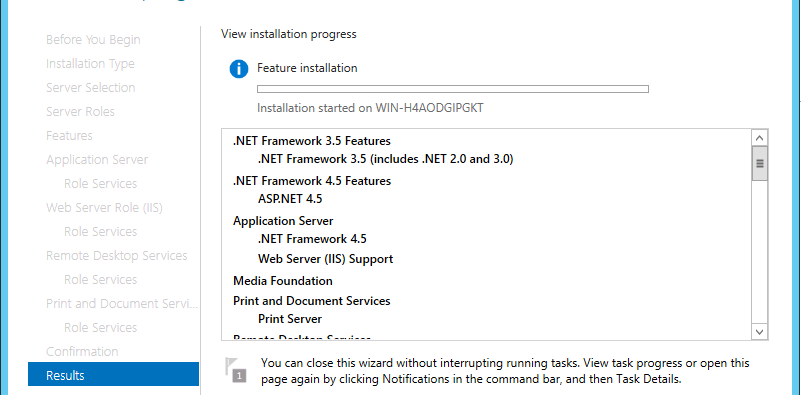 Before You Begin
Installation Type
Server Selection
Server Roles
Features
Application Server
Role Services
Web Server Role (IIS)
Role Services
Remote Desktop Services
Role Services
Print and Document Servi...
Role Services
Confirmation
Results
View installation progress
Feature installation
Installation started on WIN-H4AODGIPGKT
.NET Framework 3.5 Features
.NET Framework 3.5 (includes .NET 2.0 and 3.0)
.NET Framework 4.5 Features
ASP.NET 4.5
Application Server
.NET Framework 4.5
Web Server (IIS) Support
Media Foundation
Print and Document Services
Print Server
Remote Desktop Services
1
You can close this wizard without interrupting running tasks. View task progress or open this
page again by clicking Notifications in the command bar, and then Task Details.